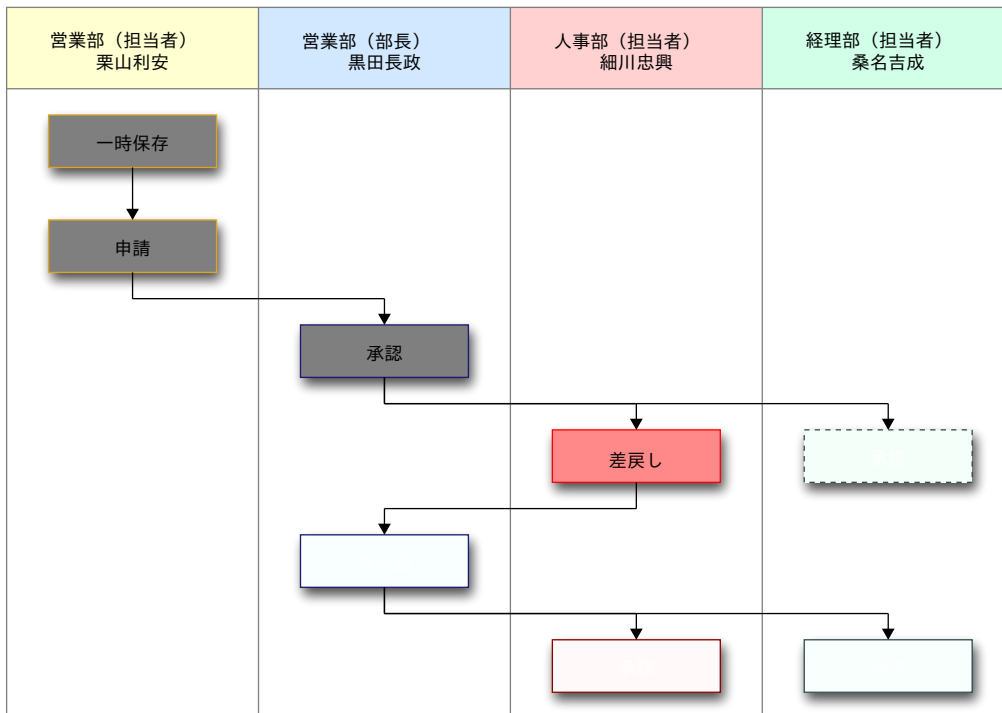 営業部（担当者）
栗山利安
営業部（部長）
黒田長政
人事部（担当者）
細川忠興
経理部（担当者）
桑名吉成
一時保存
申請
承認
差戻し